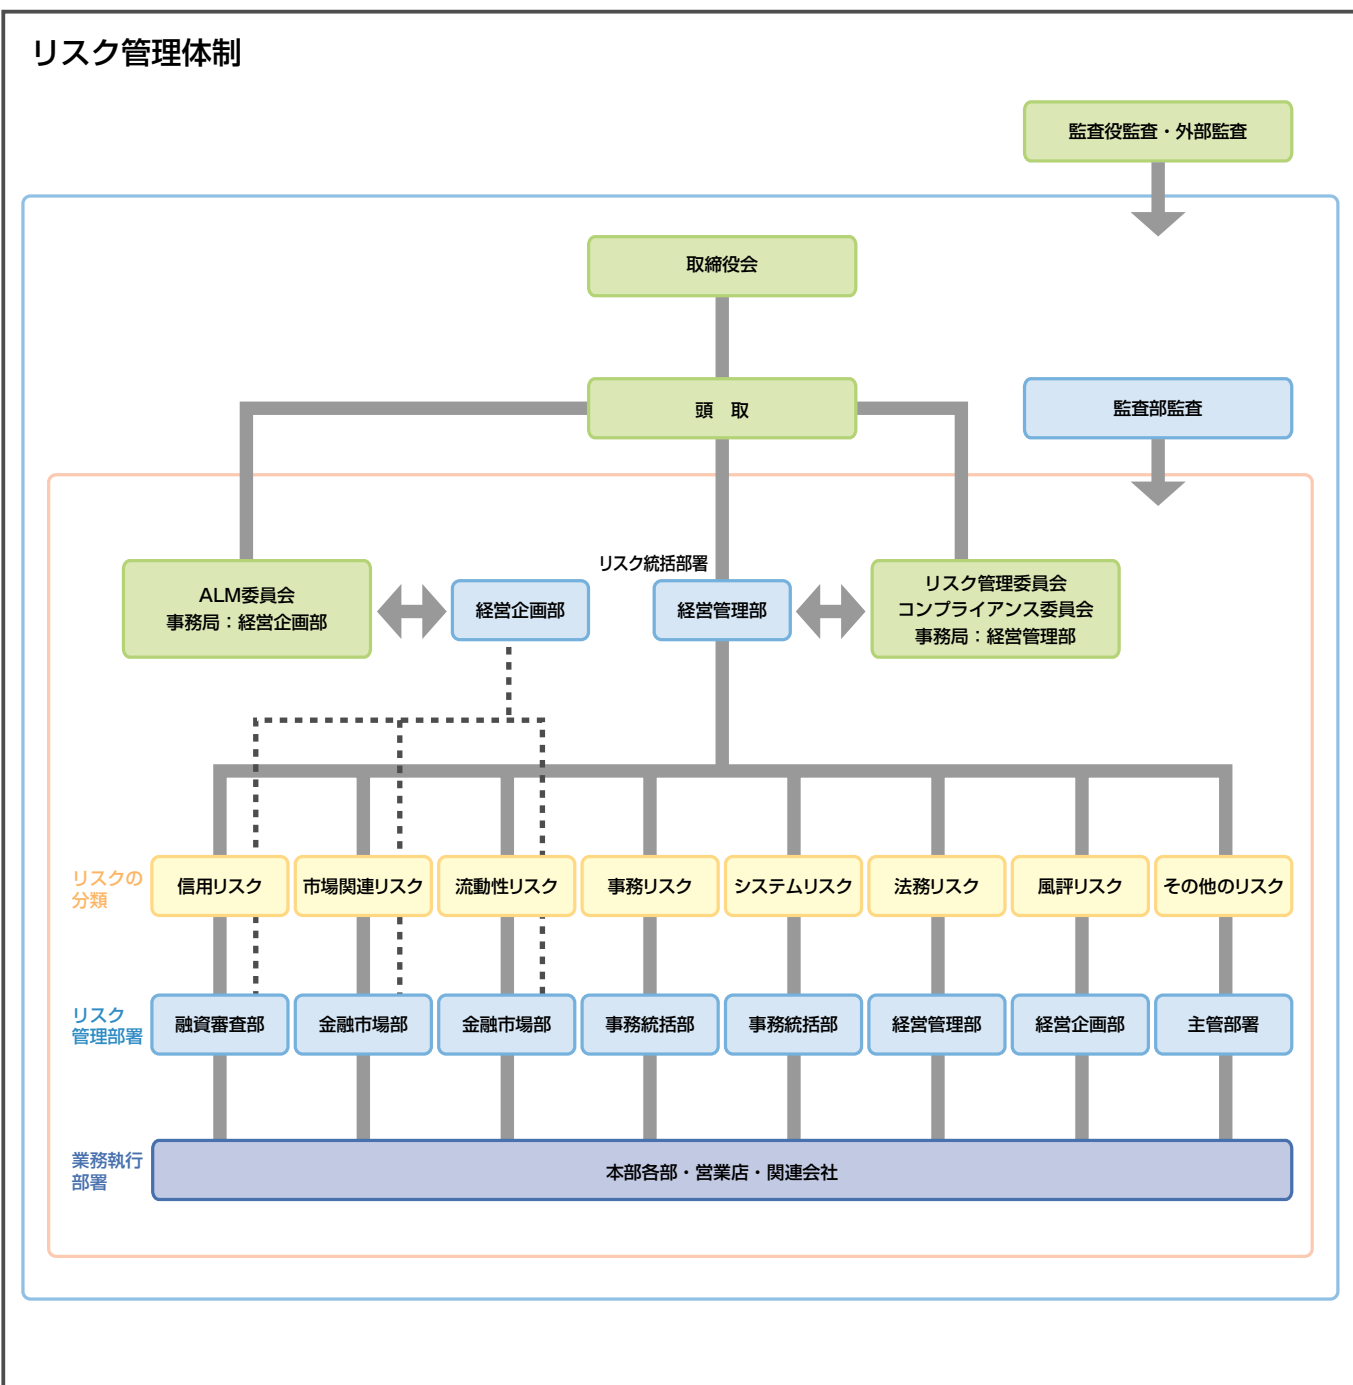 リスク管理体制
監査役監査・外部監査
取締役会
頭　取
監査部監査
リスク統括部署
ALM委員会
事務局：経営企画部
経営企画部
経営管理部
リスク管理委員会
コンプライアンス委員会
事務局：経営管理部
リスクの
分類
信用リスク
市場関連リスク
流動性リスク
事務リスク
システムリスク
法務リスク
風評リスク
その他のリスク
リスク
管理部署
融資審査部
金融市場部
金融市場部
事務統括部
事務統括部
経営管理部
経営企画部
主管部署
業務執行
部署
本部各部・営業店・関連会社